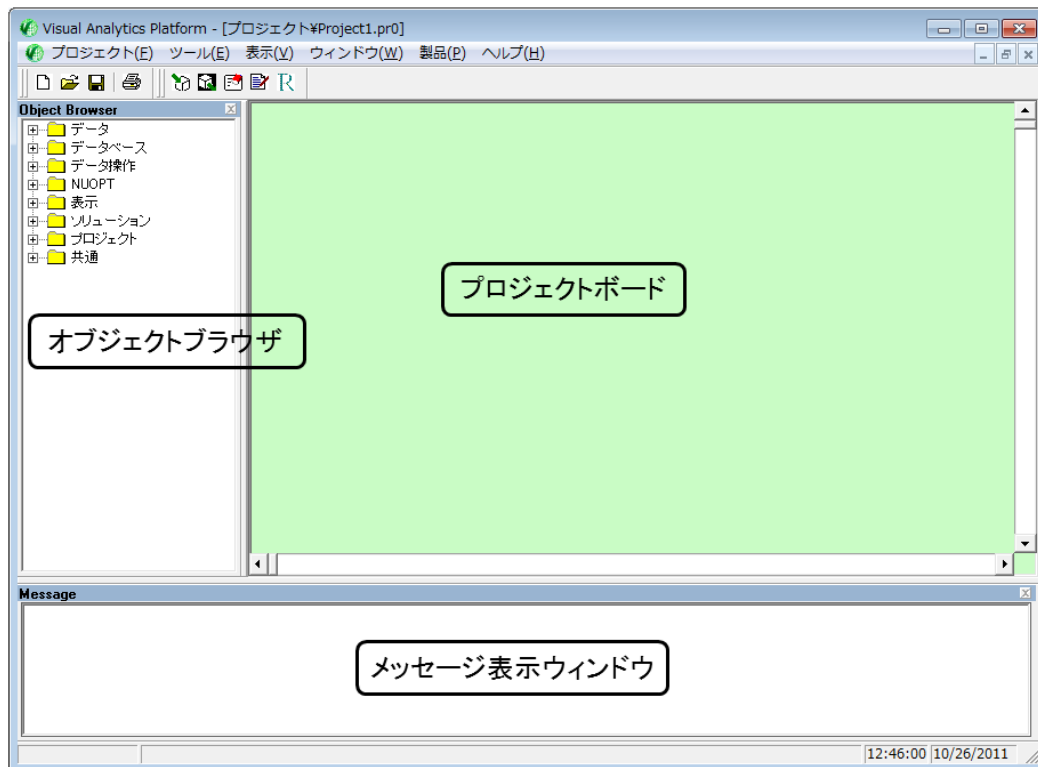 Visual Analytics Platform - [プロジェクト¥Project1.pr0]
プロジェクト(F) ツール(E) 表示(V) ウィンドウ(W) 製品(P) ヘルプ(H)
R
Object Browser
データ
データベース
データ操作
NUOPT
表示
ソリューション
プロジェクト
共通
プロジェクトボード
オブジェクトブラウザ
Message
メッセージ表示ウィンドウ
12:46:00 10/26/2011